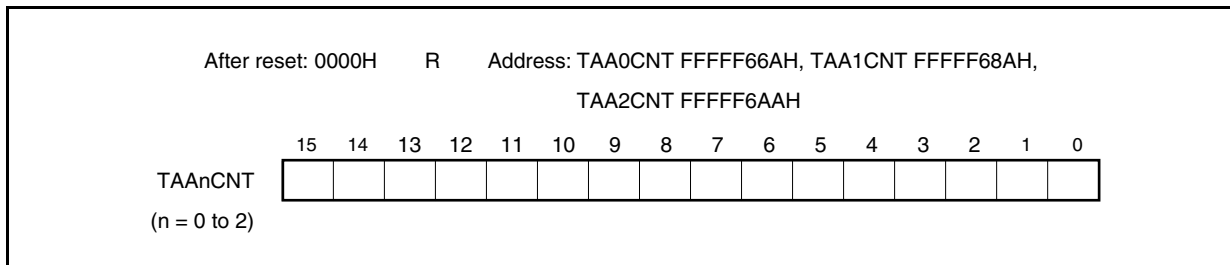 After reset: 0000H R Address: TAA0CNT FFFFF66AH, TAA1CNT FFFFF68AH,
TAA2CNT FFFFF6AAH
15 14 13 12 11 10 9 8 7 6 5 4 3 2 1 0
TAAnCNT
(n = 0 to 2)